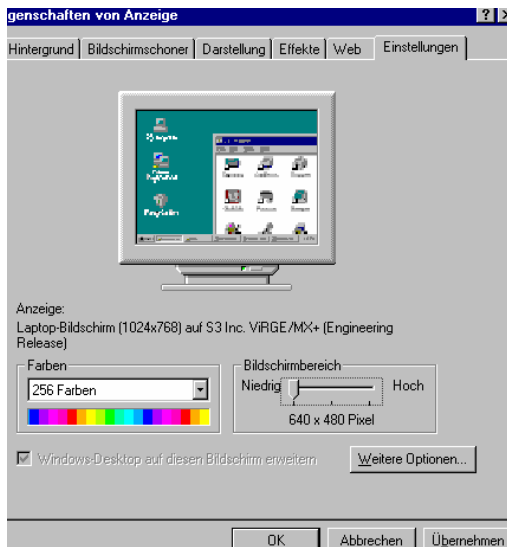 genschaften von Anzeige
Hintergrund Bildschirmschoner Darstellung Effekte Web Einstellungen
Anzeige:
Laptop-Bildschirm (1024x768) auf S3 Inc. ViRGE/MX+ (Engineering
Release)
Farben
256 Farben
Bildschirmbereich
Niedrig Hoch
640 x 480 Pixel
Windows-Desktop auf diesen Bildschirm erweitern
Weitere Optionen...
OK Abbrechen Übernehmen